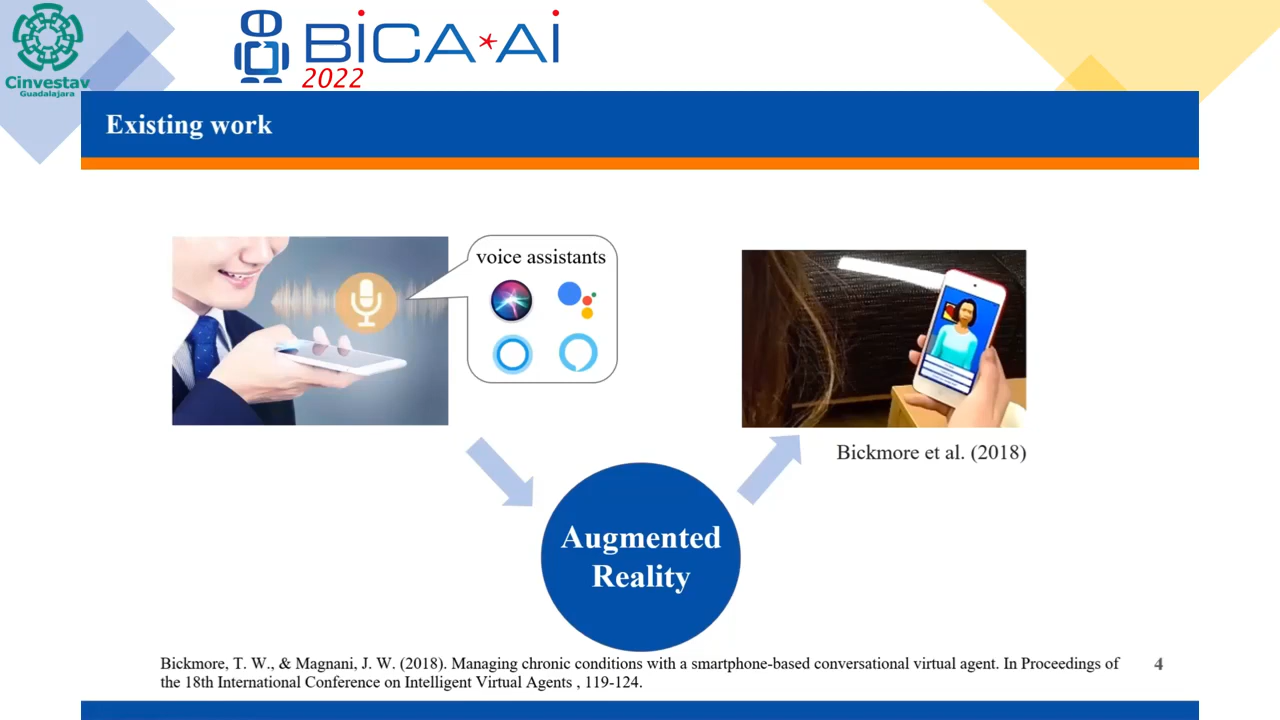 Cinvestav
Guadalajara
BiCA*Ai
2022
Existing work
voice assistants
Bickmore et al. (2018)
Augmented
Reality
Bickmore, T. W., & Magnani, J. W. (2018). Managing chronic conditions with a smartphone-based conversational virtual agent. In Proceedings of
the 18th International Conference on Intelligent Virtual Agents , 119-124.
4